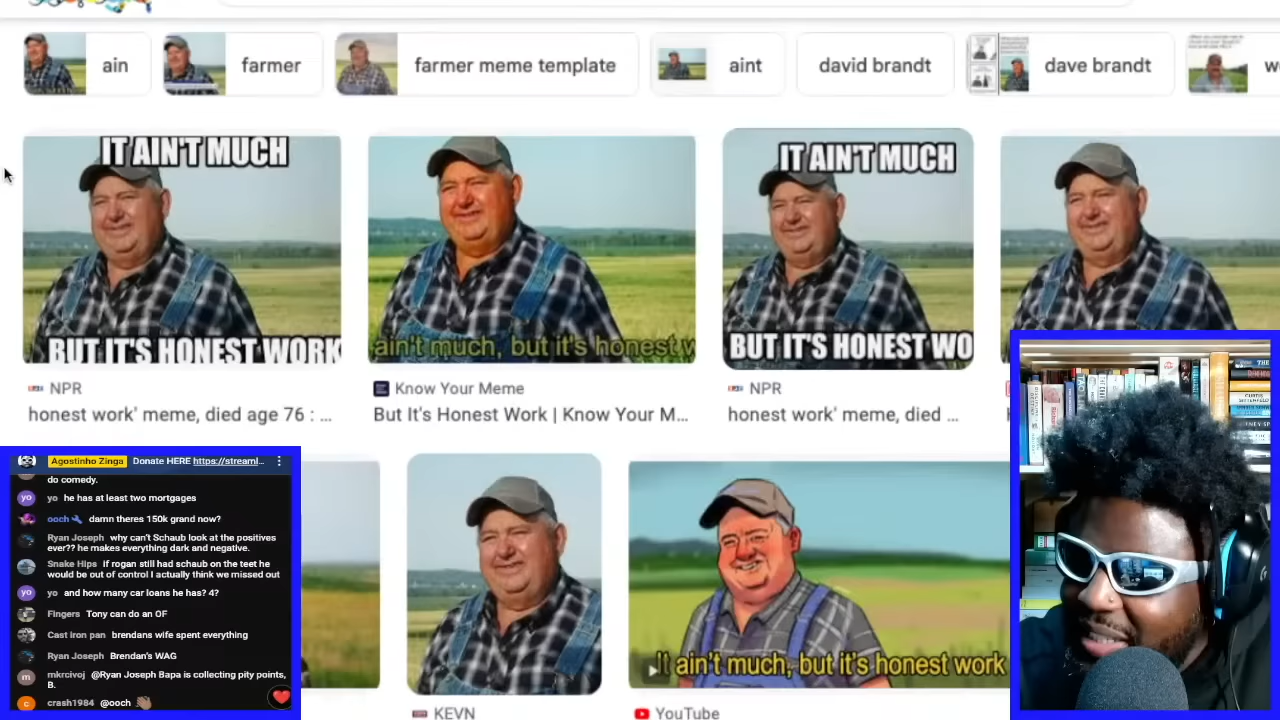 ain
farmer
farmer meme template
aint
david brandt
dave brandt
IT AIN'T MUCH
BUT IT'S HONEST WORK
NPR
honest work' meme, died age 76 : ...
ain't much, but it's honest w
Know Your Meme
But It's Honest Work | Know Your M...
IT AIN'T MUCH
BUT IT'S HONEST WO
NPR
honest work' meme, died ...
KEVN
It ain't much, but it's honest work
YouTube
Agostinho Zinga Donate HERE https://streaml...
do comedy.
yo he has at least two mortgages
ooch damn theres 150k grand now?
Ryan Joseph why can't Schaub look at the positives
ever?? he makes everything dark and negative.
Snake Hips If rogan still had schaub on the teet he
would be out of control I actually think we missed out
yo and how many car loans he has? 4?
Fingers Tony can do an OF
Cast iron pan brendans wife spent everything
Ryan Joseph Brendan's WAG
m mkrcivoj @Ryan Joseph Bapa is collecting pity points,
B.
c crash1984 @ooch
CURTIS
SITTENFELD